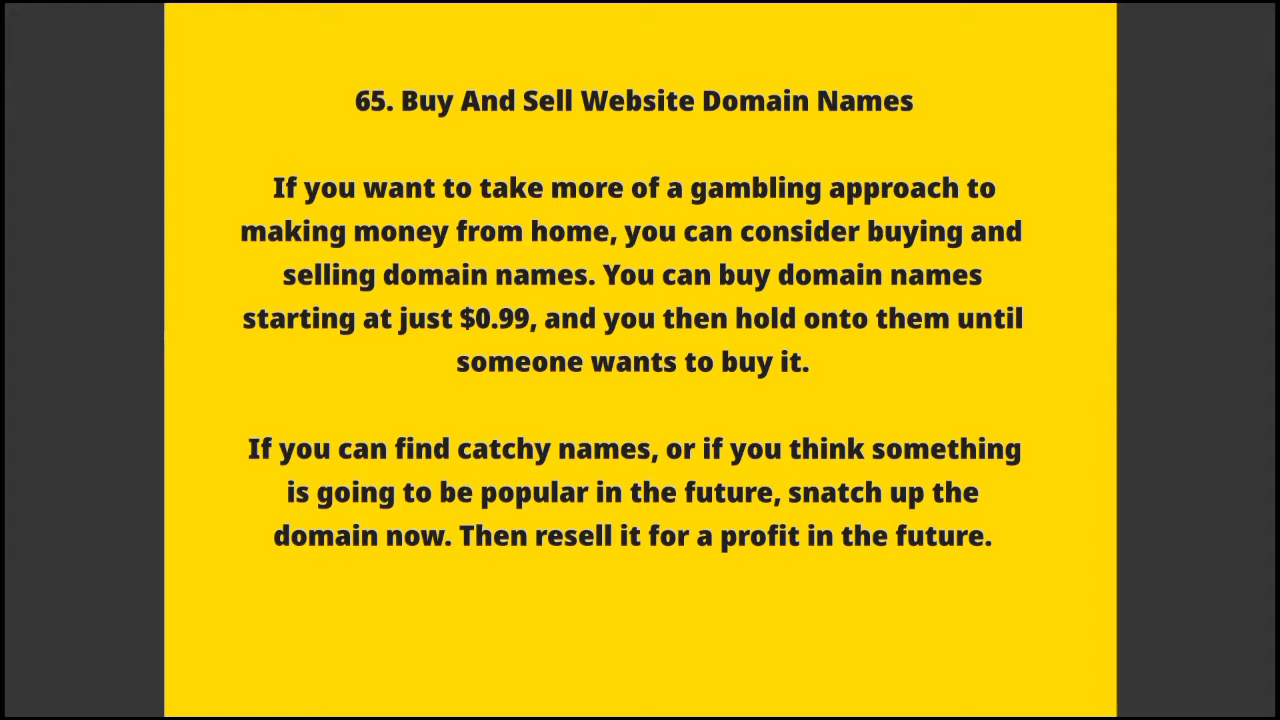 65. Buy And Sell Website Domain Names
If you want to take more of a gambling approach to
making money from home, you can consider buying and
selling domain names. You can buy domain names
starting at just $0.99, and you then hold onto them until
someone wants to buy it.
If you can find catchy names, or if you think something
is going to be popular in the future, snatch up the
domain now. Then resell it for a profit in the future.